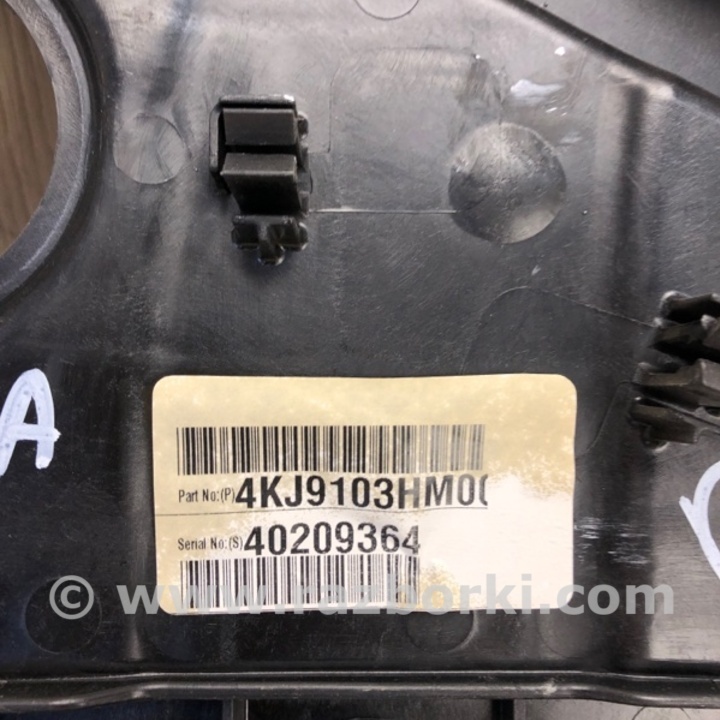 A
Part No:(P) 4KJ9103HM0
Serial No:(S) 40209364
© www.razborki.com